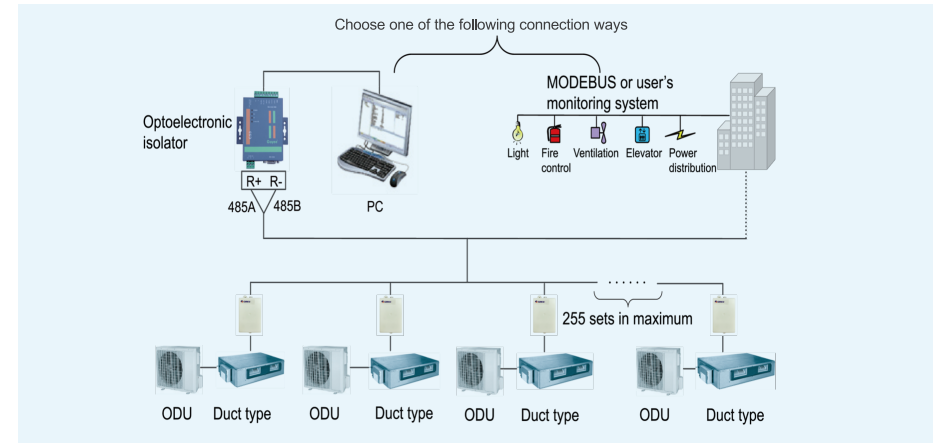 Choose one of the following connection ways
MODEBUS or user's
monitoring system
Optoelectronic
isolator
R+ R-
485A 485B
PC
Light
Fire
control
Ventilation
Elevator
Power
distribution
......
255 sets in maximum
ODU Duct type ODU Duct type ODU Duct type ODU Duct type